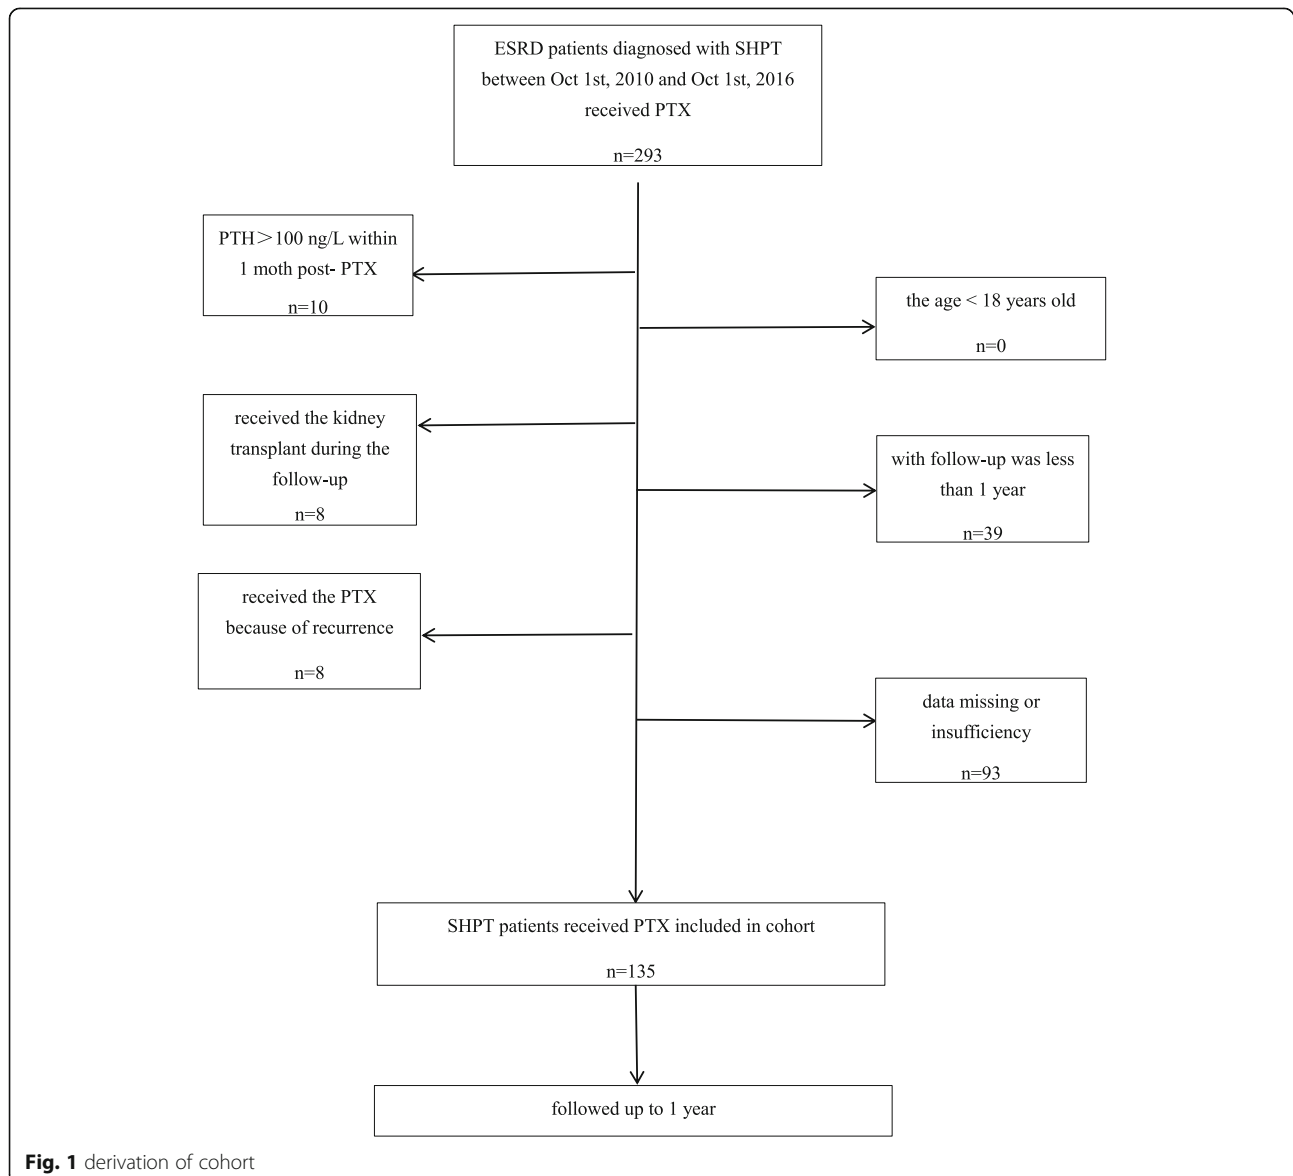 ESRD patients diagnosed with SHPT
between Oct 1st, 2010 and Oct 1st, 2016
received PTX
n=293
PTH＞100 ng/L within
1 moth post- PTX
n=10
the age < 18 years old
n=0
received the kidney
transplant during the
follow-up
n=8
with follow-up was less
than 1 year
n=39
received the PTX
because of recurrence
n=8
data missing or
insufficiency
n=93
SHPT patients received PTX included in cohort
n=135
followed up to 1 year
Fig. 1 derivation of cohort